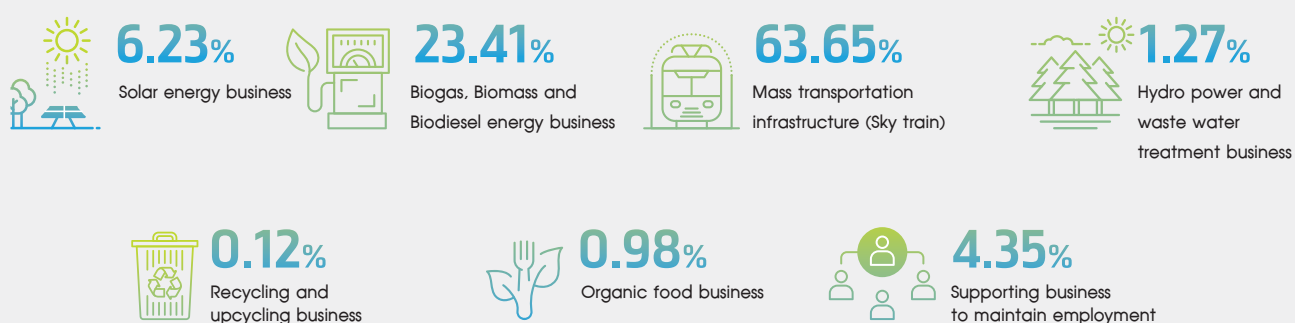 6.23%
Solar energy business
23.41%
Biogas, Biomass and
Biodiesel energy business
63.65%
Mass transportation
infrastructure (Sky train)
1.27%
Hydro power and
waste water
treatment business
0.12%
Recycling and
upcycling business
0.98%
Organic food business
4.35%
Supporting business
to maintain employment